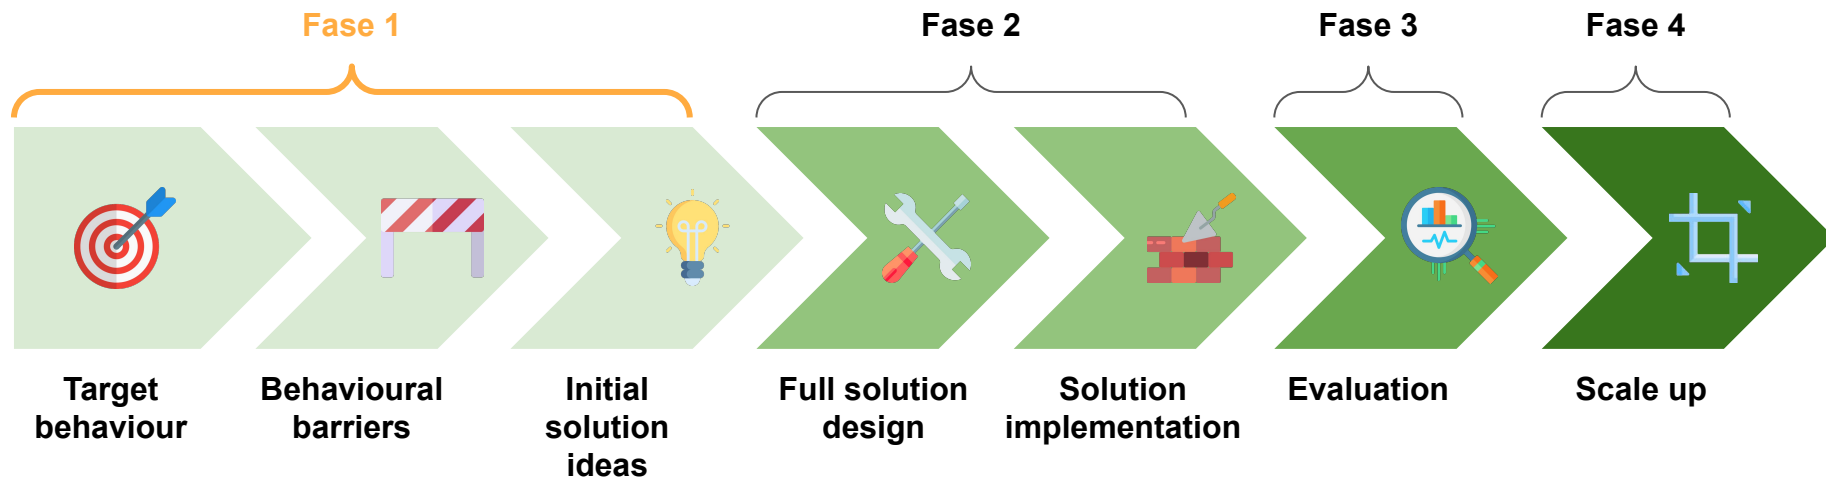 Fase 1
Fase 2
Fase 3
Fase 4
Target
behaviour
Behavioural
barriers
Initial
solution
ideas
Full solution
design
Solution
implementation
Evaluation
Scale up